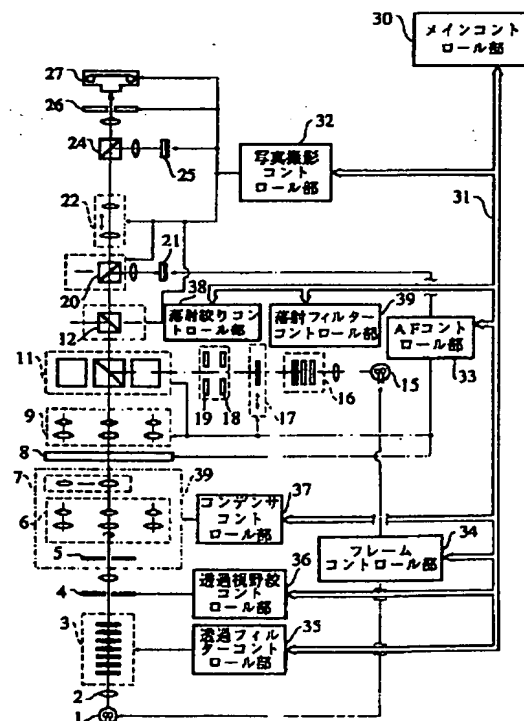 30
メインコント
ロール部
27
26
24
25
32
写真撮影
コント
ロール部
31
22
21
20
38
落射絞りコン
トロール部
39
落射フィルター
コントロール部
AFコント
ロール部
33
12
11
19
18
17
16
15
9
8
7
39
6
5
37
コンデンサ
コントロ
ール部
34
フレーム
コントロール部
4
36
透過視野絞
コントロ
ール部
3
35
透過フィル
ターコントロ
ール部
2
1